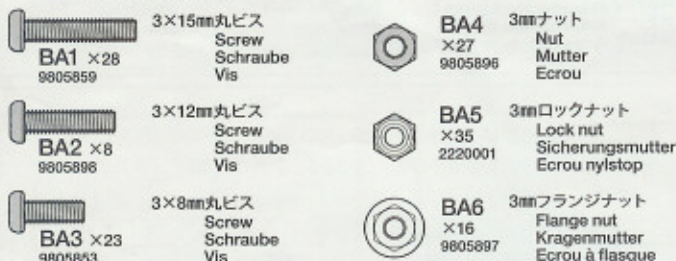 BA1 ×28
9805859
3×15㎜丸ビス
Screw
Schraube
Vis
BA2 ×8
9805898
3×12㎜丸ビス
Screw
Schraube
Vis
BA3 ×23
9805853
3×8㎜丸ビス
Screw
Schraube
Vis
BA4
×27
9805896
3㎜ナット
Nut
Mutter
Ecrou
BA5
×35
2220001
3㎜ロックナット
Lock nut
Sicherungsmutter
Ecrou nylstop
BA6
×16
9805897
3㎜フランジナット
Flange nut
Kragenmutter
Ecrou à flasque